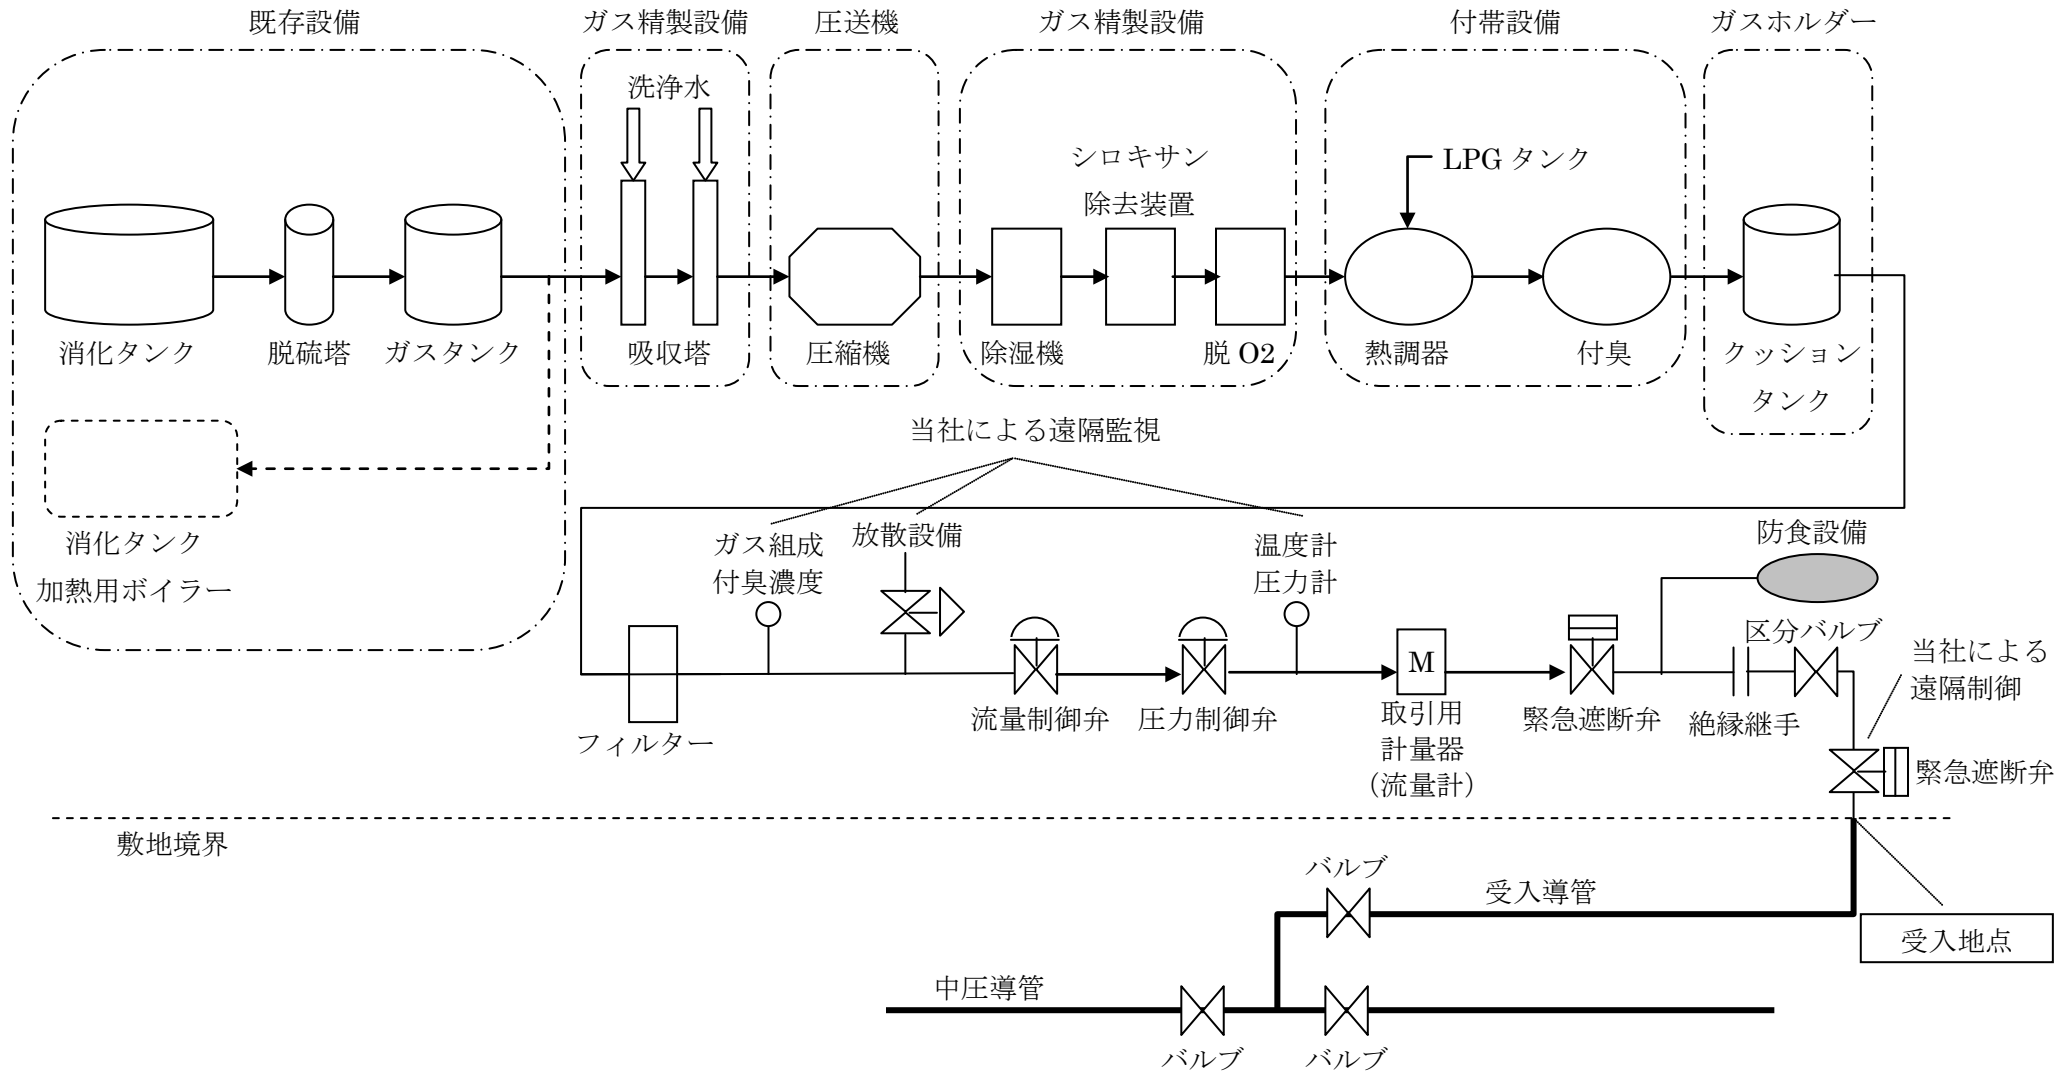 既存設備
ガス精製設備
圧送機
ガス精製設備
付帯設備
ガスホルダー
洗浄水
シロキサン
除去装置
LPG タンク
消化タンク
脱硫塔
ガスタンク
吸収塔
圧縮機
除湿機
脱 O2
熱調器
付臭
クッション
タンク
当社による遠隔監視
消化タンク
加熱用ボイラー
ガス組成
付臭濃度
放散設備
温度計
圧力計
防食設備
区分バルブ
当社による
遠隔制御
M
フィルター
流量制御弁
圧力制御弁
取引用
計量器
（流量計）
緊急遮断弁
絶縁継手
緊急遮断弁
敷地境界
バルブ
受入導管
受入地点
中圧導管
バルブ
バルブ